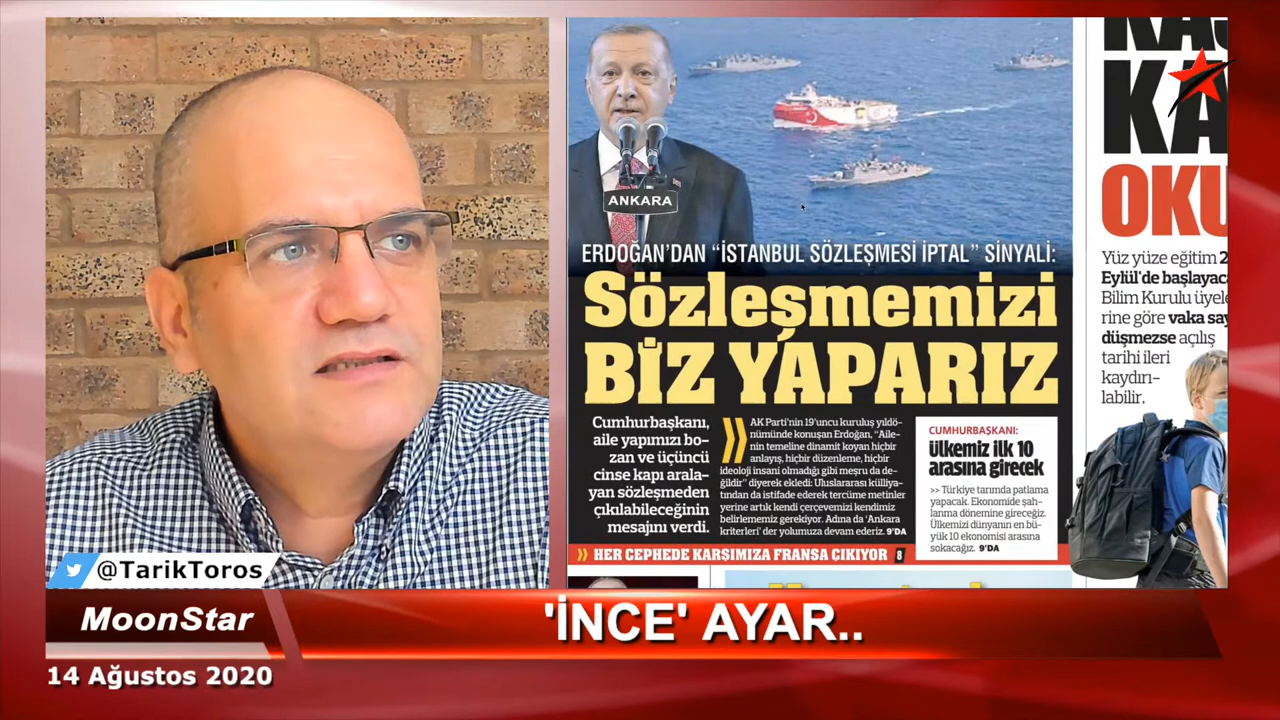 ANKARA
ERDOĞAN'DAN “İSTANBUL SÖZLEŞMESİ İPTAL” SİNYALİ:
Sözleşmemizi
BİZ YAPARIZ
Cumhurbaşkanı,
aile yapımızı bo-
zan ve üçüncü
cinse kapı arala-
yan sözleşmeden
çıkılabileceğinin
mesajını verdi.
AK Parti'nin 19'uncu kuruluş yıldö-
nümünde konuşan Erdoğan, “Aile-
nin temeline dinamit koyan hiçbir
anlayış, hiçbir düzenleme, hiçbir
ideoloji insani olmadığı gibi meşru da de-
ğildir” diyerek ekledi: Uluslararası külliya-
tından da istifade ederek tercüme metinler
yerine artık kendi çerçevemizi kendimiz
belirlememiz gerekiyor. Adına da ‘Ankara
kriterleri’ der yolumuza devam ederiz. 9'DA
CUMHURBAŞKANI:
Ülkemiz ilk 10
arasına girecek
>> Türkiye tarımda patlama
yapacak. Ekonomide şah-
lanma dönemine gireceğiz.
Ülkemizi dünyanın en bü-
yük 10 ekonomisi arasına
sokacağız. 9'DA
HER CEPHEDE KARŞIMIZA FRANSA ÇIKIYOR 8
KA
OKU
Yüz yüze eğitim 2
Eylül'de başlayaca
Bilim Kurulu üyele
rine göre vaka say
düşmezse açılış
tarihi ileri
kaydırı-
labilir.
@TarikToros
MoonStar
'İNCE' AYAR..
14 Ağustos 2020